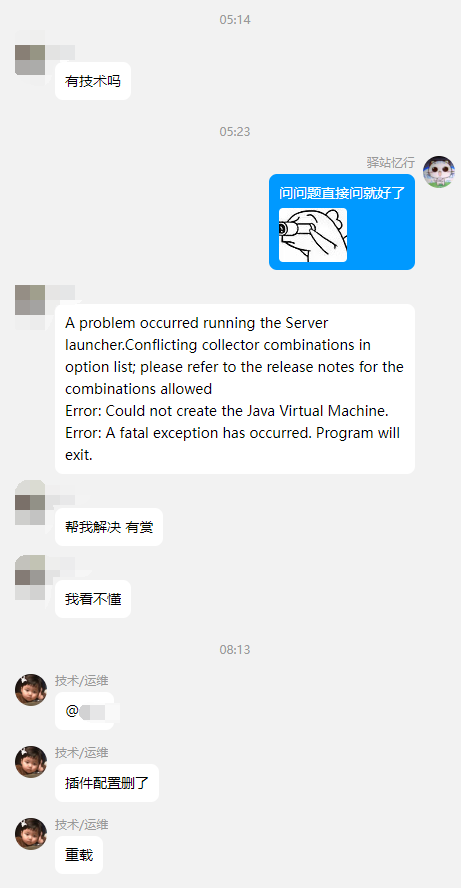 05:14
有技术吗
05:23
驿站忆行
问问题直接问就好了
A problem occurred running the Server
launcher.Conflicting collector combinations in
option list; please refer to the release notes for the
combinations allowed
Error: Could not create the Java Virtual Machine.
Error: A fatal exception has occurred. Program will
exit.
帮我解决 有赏
我看不懂
08:13
技术/运维
@
技术/运维
插件配置删了
技术/运维
重载